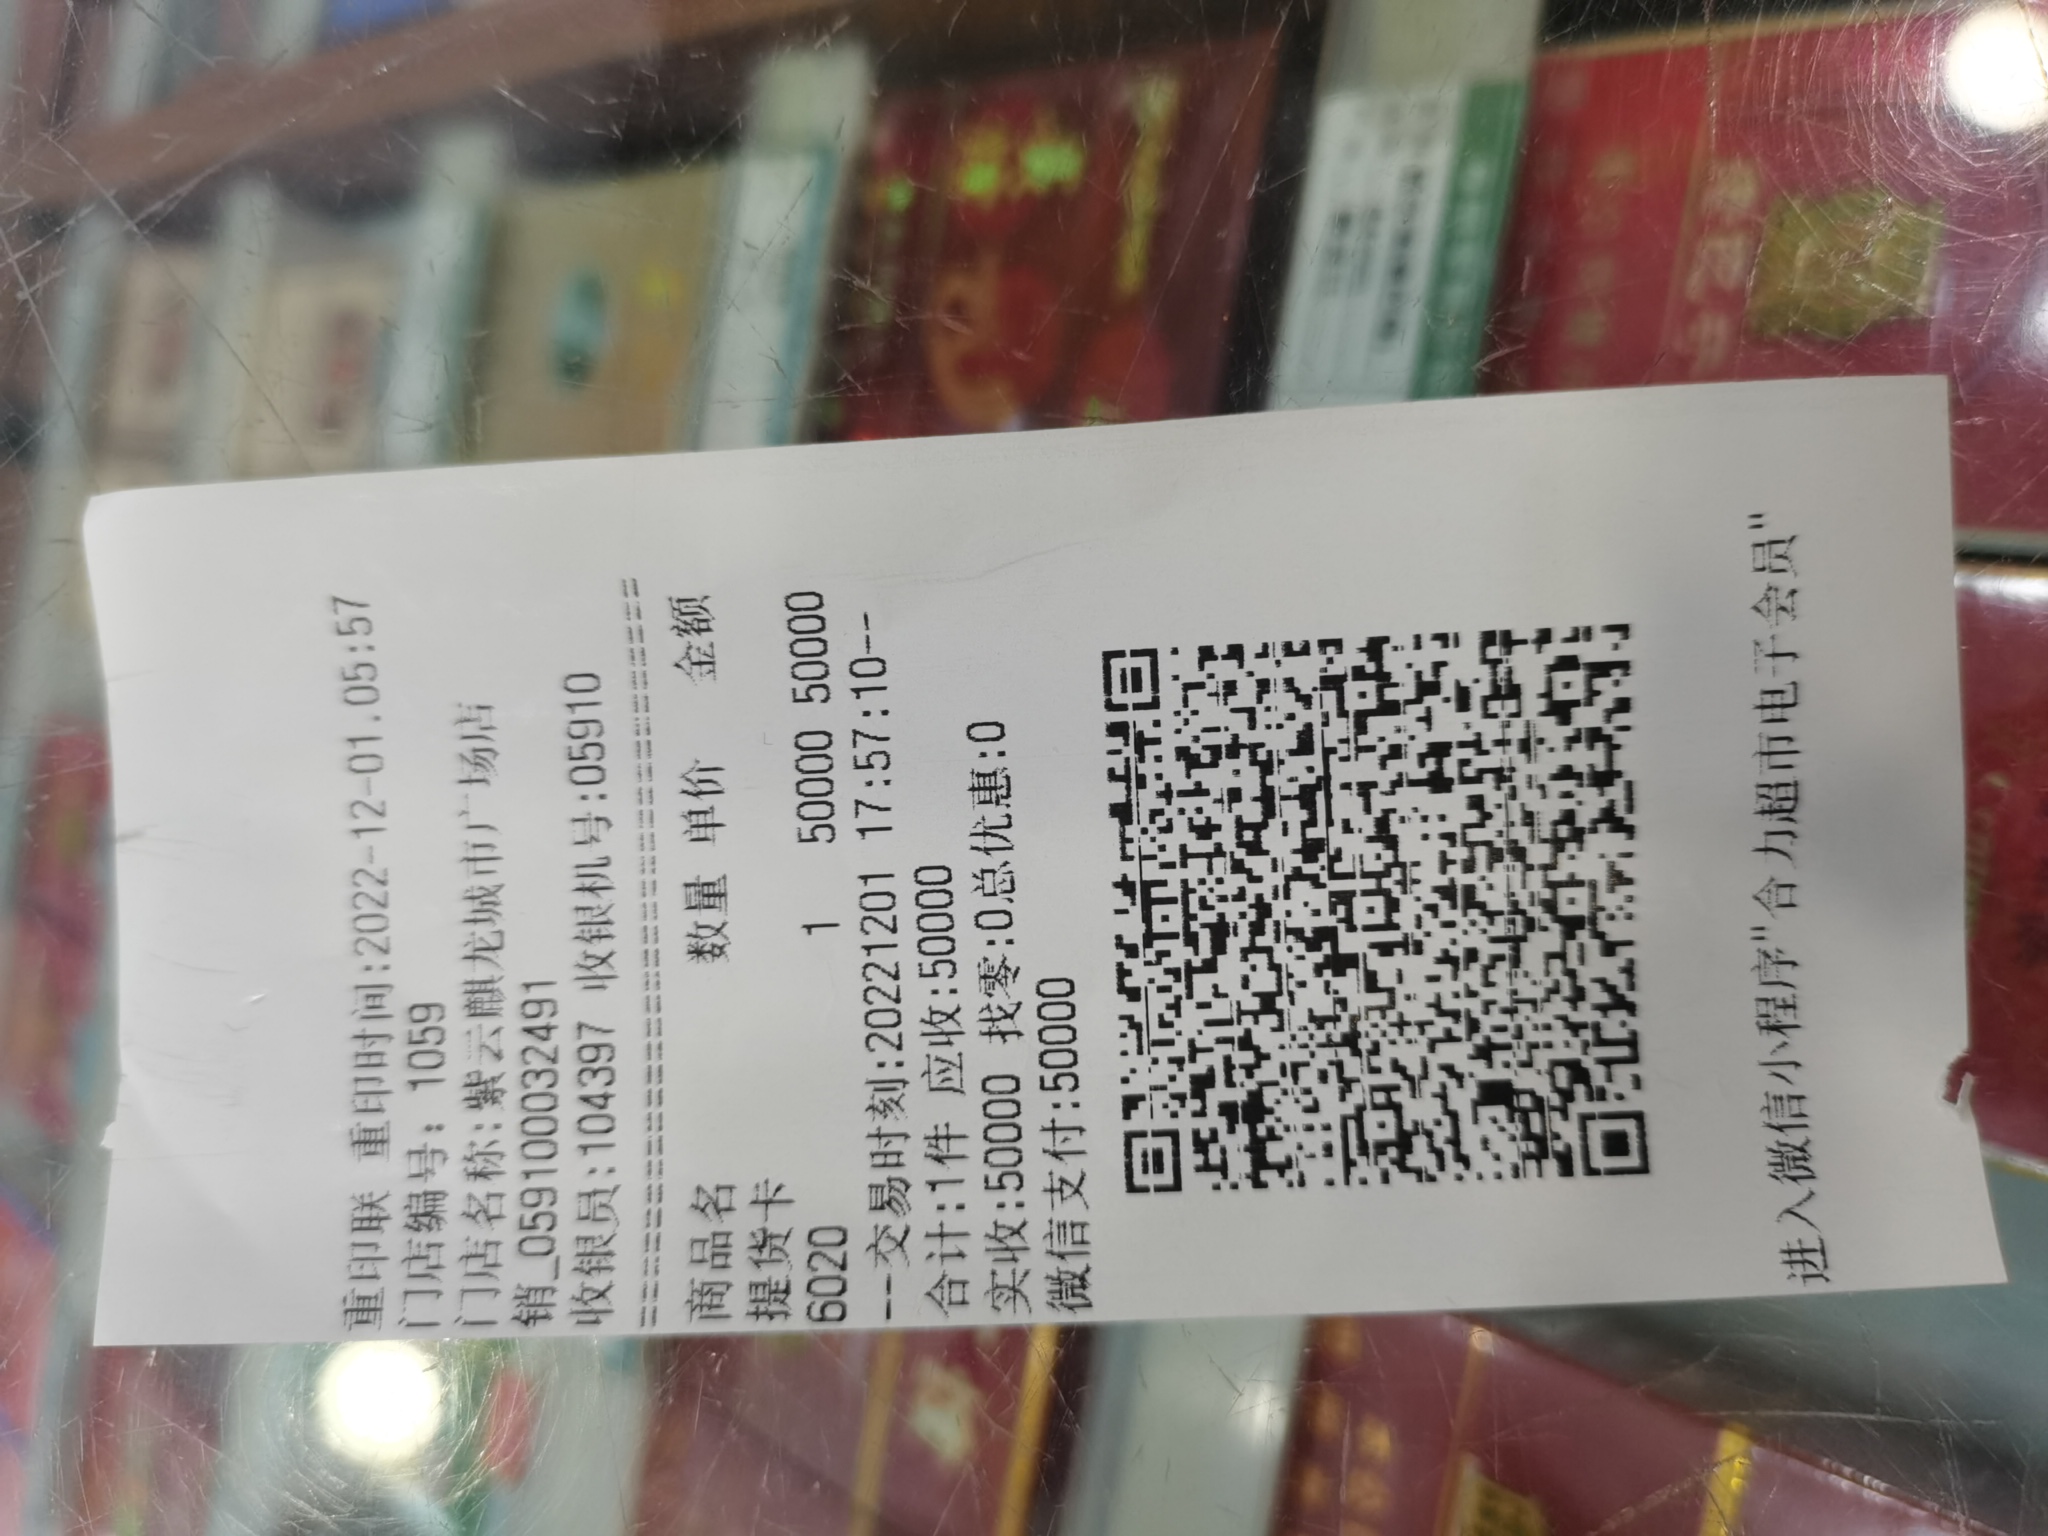 重印联 重印时间:2022-12-01.05:57
门店编号: 1059
门店名称:紫云麒龙城市广场店
销_0591000032491
收银员:104397 收银机号:05910
商品名 数量 单价 金额
提货卡
6020 1 50000 50000
--交易时刻:20221201 17:57:10--
合计:1件 应收:50000
实收:50000 找零:0总优惠:0
微信支付:50000
进入微信小程序"合力超市电子会员"